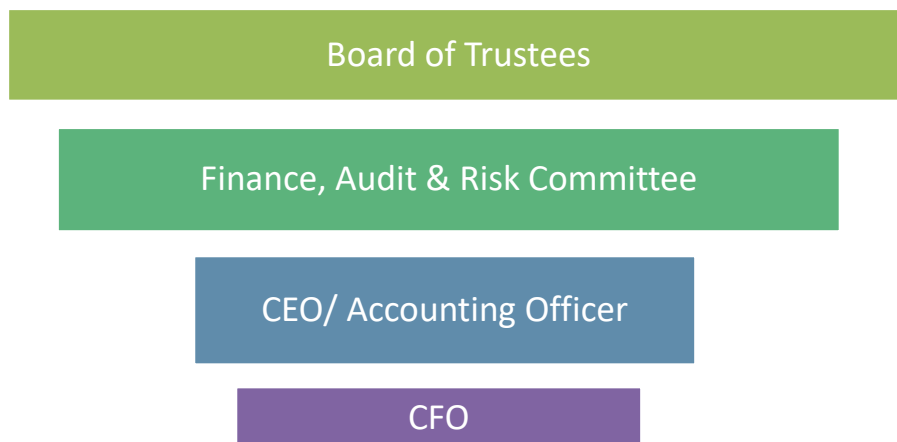 Board of Trustees
Finance, Audit & Risk Committee
CEO/ Accounting Officer
CFO